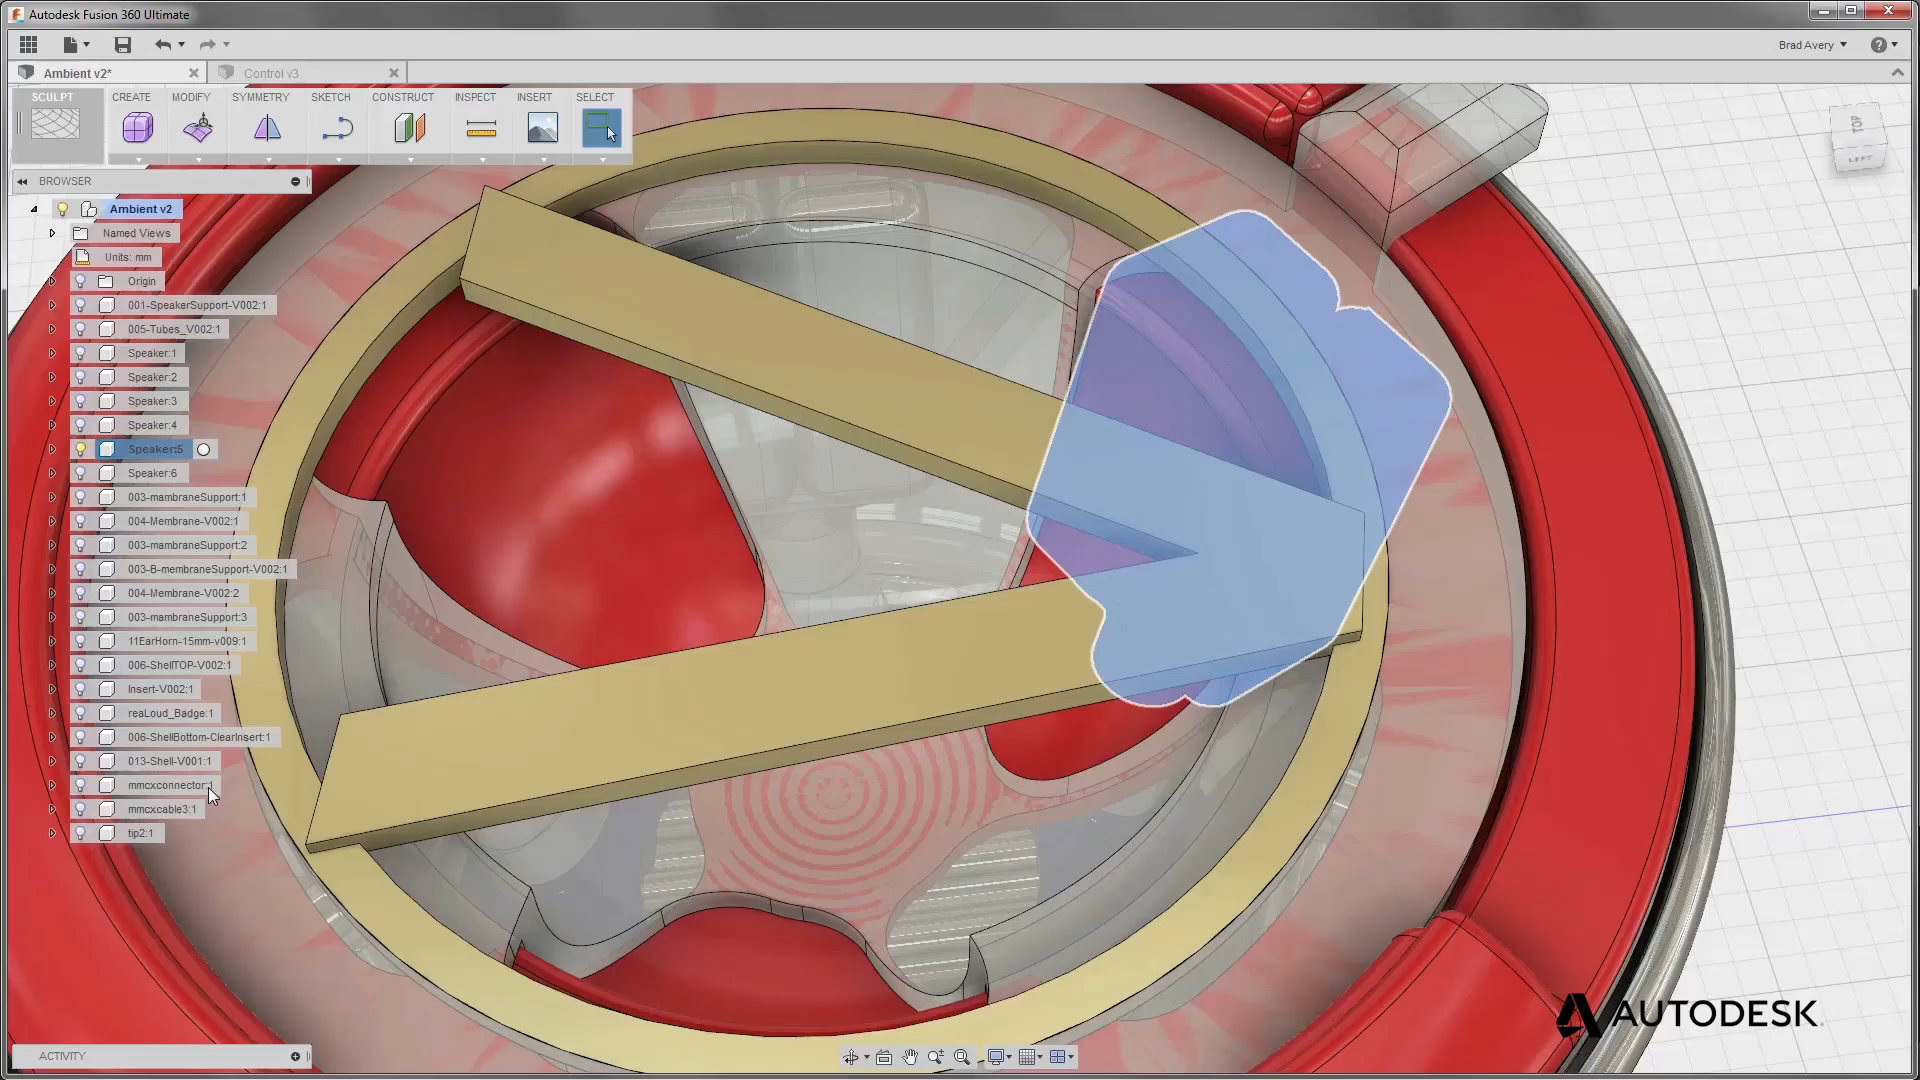 Autodesk Fusion 360 Ultimate
Brad Avery
Ambient v2*
Control v3
SCULPT
CREATE
MODIFY
SYMMETRY
SKETCH
CONSTRUCT
INSPECT
INSERT
SELECT
TOP
LEFT
BROWSER
Ambient v2
Named Views
Units: mm
Origin
001-SpeakerSupport-V002:1
005-Tubes_V002:1
Speaker:1
Speaker:2
Speaker:3
Speaker:4
Speaker:5
Speaker:6
003-mambraneSupport:1
004-Membrane-V002:1
003-mambraneSupport:2
003-B-membraneSupport-V002:1
004-Membrane-V002:2
003-mambraneSupport:3
11EarHorn-15mm-v009:1
006-ShellTOP-V002:1
Insert-V002:1
reaLoud_Badge:1
006-ShellBottom-ClearInsert:1
013-Shell-V001:1
mmcxconnector:1
mmcxcable3:1
tip2:1
AUTODESK
ACTIVITY